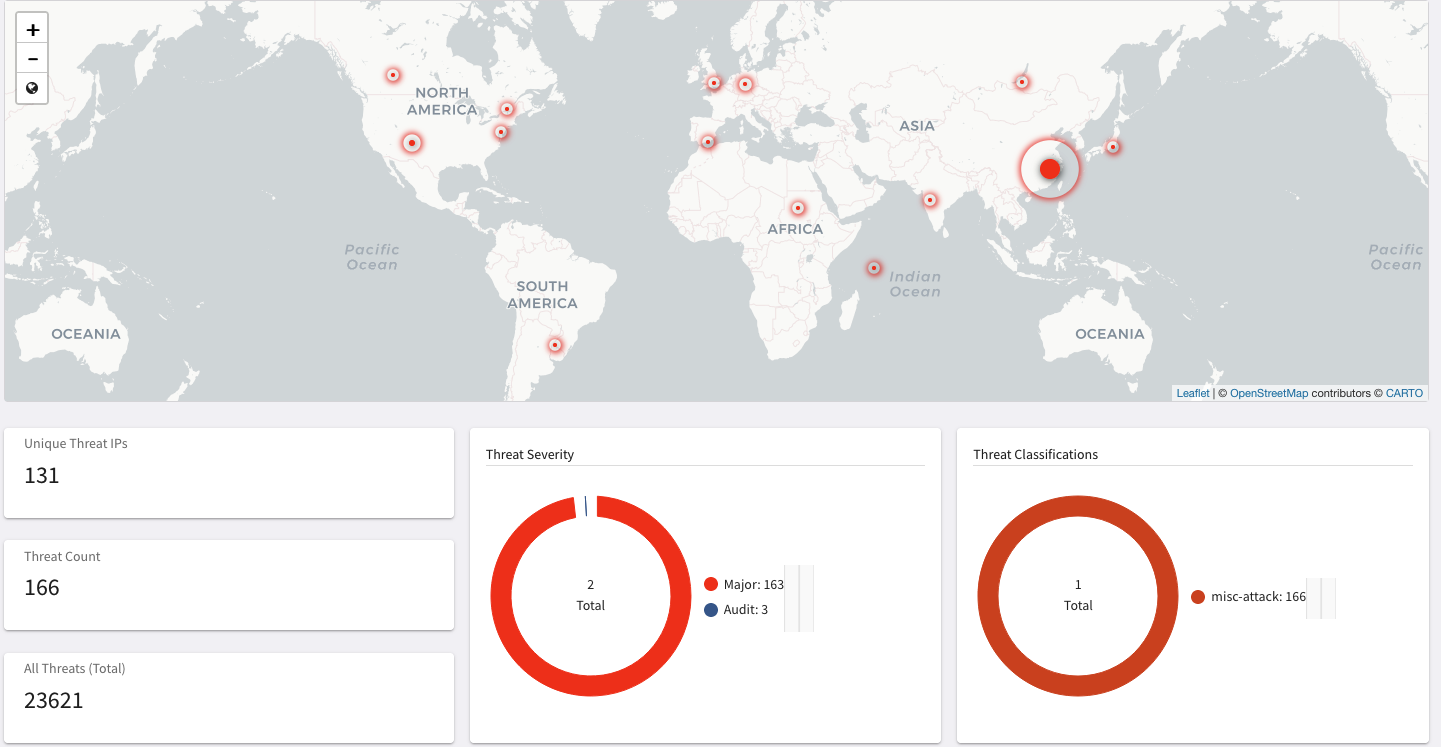 +
−
NORTH
AMERICA
ASIA
AFRICA
Pacific
Ocean
Indian
Ocean
Pacific
Ocean
SOUTH
AMERICA
OCEANIA
OCEANIA
Leaflet | © OpenStreetMap contributors © CARTO
Unique Threat IPs
131
Threat Count
166
All Threats (Total)
23621
Threat Severity
2
Total
Major: 163
Audit: 3
Threat Classifications
1
Total
misc-attack: 166